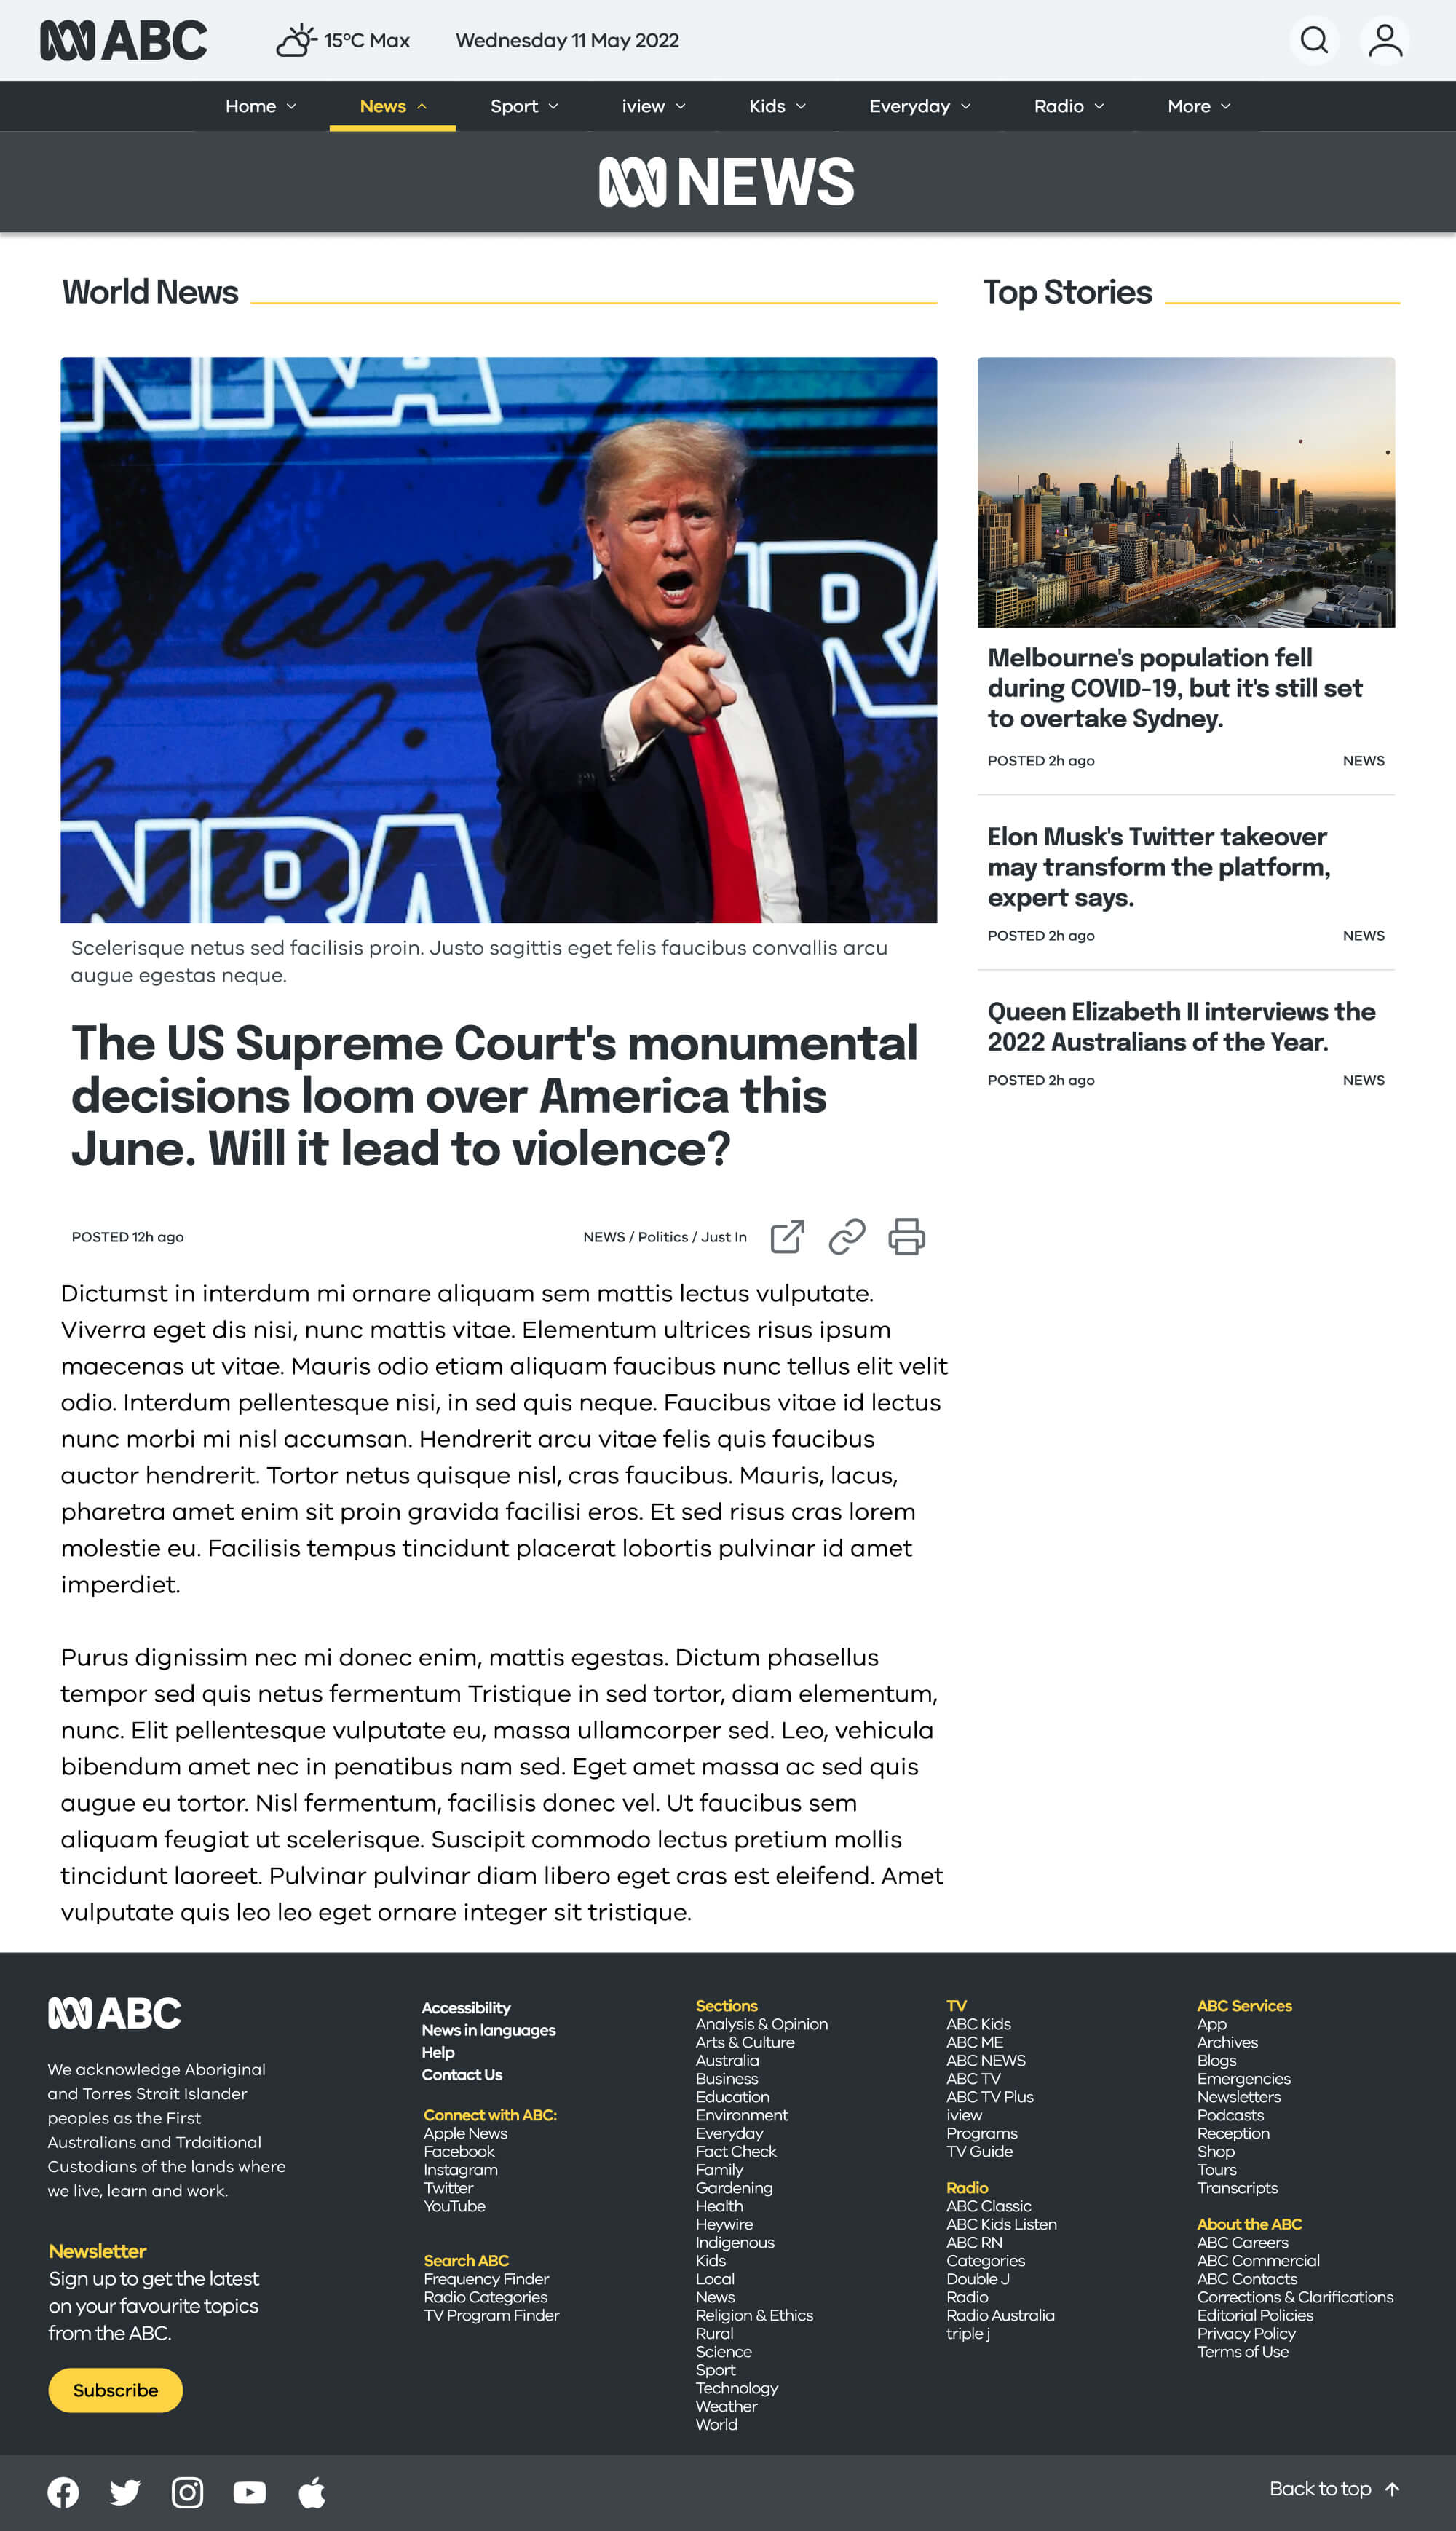 ABC
15°C Max
Wednesday 11 May 2022
Home
News
Sport
iview
Kids
Everyday
Radio
More
NEWS
World News
NRA
NRA
Scelerisque netus sed facilisis proin. Justo sagittis eget felis faucibus convallis arcu
augue egestas neque.
The US Supreme Court's monumental
decisions loom over America this
June. Will it lead to violence?
POSTED 12h ago
NEWS / Politics / Just In
Dictumst in interdum mi ornare aliquam sem mattis lectus vulputate.
Viverra eget dis nisi, nunc mattis vitae. Elementum ultrices risus ipsum
maecenas ut vitae. Mauris odio etiam aliquam faucibus nunc tellus elit velit
odio. Interdum pellentesque nisi, in sed quis neque. Faucibus vitae id lectus
nunc morbi mi nisl accumsan. Hendrerit arcu vitae felis quis faucibus
auctor hendrerit. Tortor netus quisque nisl, cras faucibus. Mauris, lacus,
pharetra amet enim sit proin gravida facilisi eros. Et sed risus cras lorem
molestie eu. Facilisis tempus tincidunt placerat lobortis pulvinar id amet
imperdiet.
Purus dignissim nec mi donec enim, mattis egestas. Dictum phasellus
tempor sed quis netus fermentum Tristique in sed tortor, diam elementum,
nunc. Elit pellentesque vulputate eu, massa ullamcorper sed. Leo, vehicula
bibendum amet nec in penatibus nam sed. Eget amet massa ac sed quis
augue eu tortor. Nisl fermentum, facilisis donec vel. Ut faucibus sem
aliquam feugiat ut scelerisque. Suscipit commodo lectus pretium mollis
tincidunt laoreet. Pulvinar pulvinar diam libero eget cras est eleifend. Amet
vulputate quis leo leo eget ornare integer sit tristique.
Top Stories
Melbourne's population fell
during COVID-19, but it's still set
to overtake Sydney.
POSTED 2h ago
NEWS
Elon Musk's Twitter takeover
may transform the platform,
expert says.
POSTED 2h ago
NEWS
Queen Elizabeth II interviews the
2022 Australians of the Year.
POSTED 2h ago
NEWS
ABC
We acknowledge Aboriginal
and Torres Strait Islander
peoples as the First
Australians and Trdaitional
Custodians of the lands where
we live, learn and work.
Newsletter
Sign up to get the latest
on your favourite topics
from the ABC.
Subscribe
Accessibility
News in languages
Help
Contact Us
Connect with ABC:
Apple News
Facebook
Instagram
Twitter
YouTube
Search ABC
Frequency Finder
Radio Categories
TV Program Finder
Sections
Analysis & Opinion
Arts & Culture
Australia
Business
Education
Environment
Everyday
Fact Check
Family
Gardening
Health
Heywire
Indigenous
Kids
Local
News
Religion & Ethics
Rural
Science
Sport
Technology
Weather
World
TV
ABC Kids
ABC ME
ABC NEWS
ABC TV
ABC TV Plus
iview
Programs
TV Guide
Radio
ABC Classic
ABC Kids Listen
ABC RN
Categories
Double J
Radio
Radio Australia
triple j
ABC Services
App
Archives
Blogs
Emergencies
Newsletters
Podcasts
Reception
Shop
Tours
Transcripts
About the ABC
ABC Careers
ABC Commercial
ABC Contacts
Corrections & Clarifications
Editorial Policies
Privacy Policy
Terms of Use
Back to top